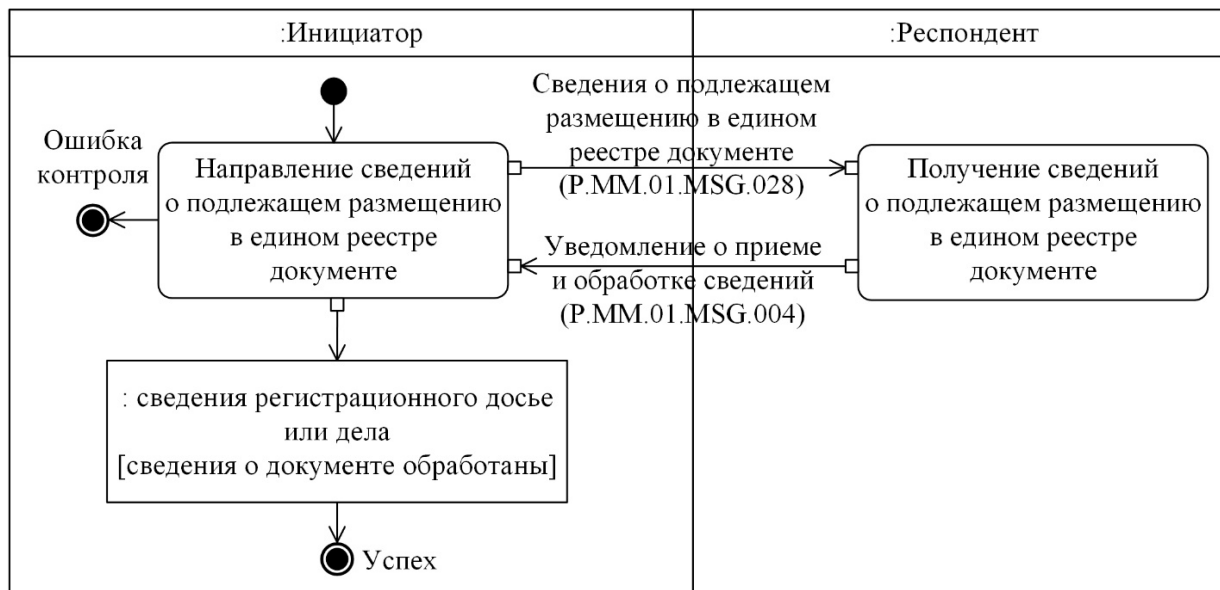 :Инициатор
:Респондент
Ошибка
контроля
Направление сведений
о подлежащем размещению
в едином реестре
документе
Сведения о подлежащем
размещению в едином
реестре документе
(P.MM.01.MSG.028)
Получение сведений
о подлежащем размещению
в едином реестре
документе
Уведомление о приеме
и обработке сведений
(P.MM.01.MSG.004)
: сведения регистрационного досье
или дела
[сведения о документе обработаны]
Успех